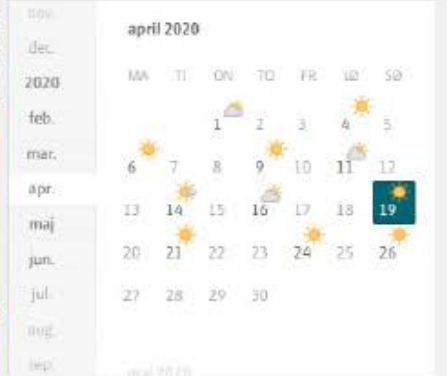 nov.
dec.
2020
feb.
mar.
apr.
maj
jun.
jul.
aug.
sep.
april 2020
MA TI ON TO FR LØ SØ
1 2 3 4 5
6 7 8 9 10 11 12
13 14 15 16 17 18 19
20 21 22 23 24 25 26
27 28 29 30
maj 2020